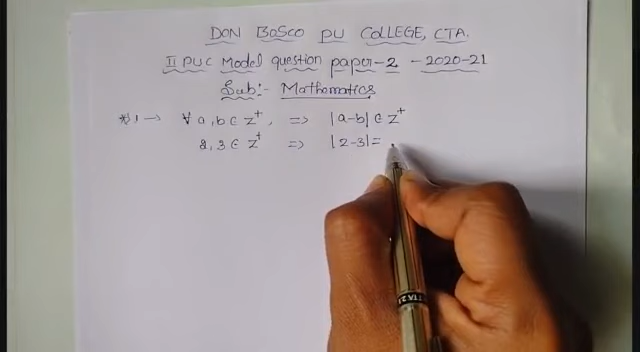 DON BOSCO PU COLLEGE, CTA.
II PUC Model question paper-2 - 2020-21
Sub:- Mathematics
*1 → ∀ a,b ∈ Z⁺, => |a-b| ∈ Z⁺
2,3 ∈ Z⁺ => |2-3| =